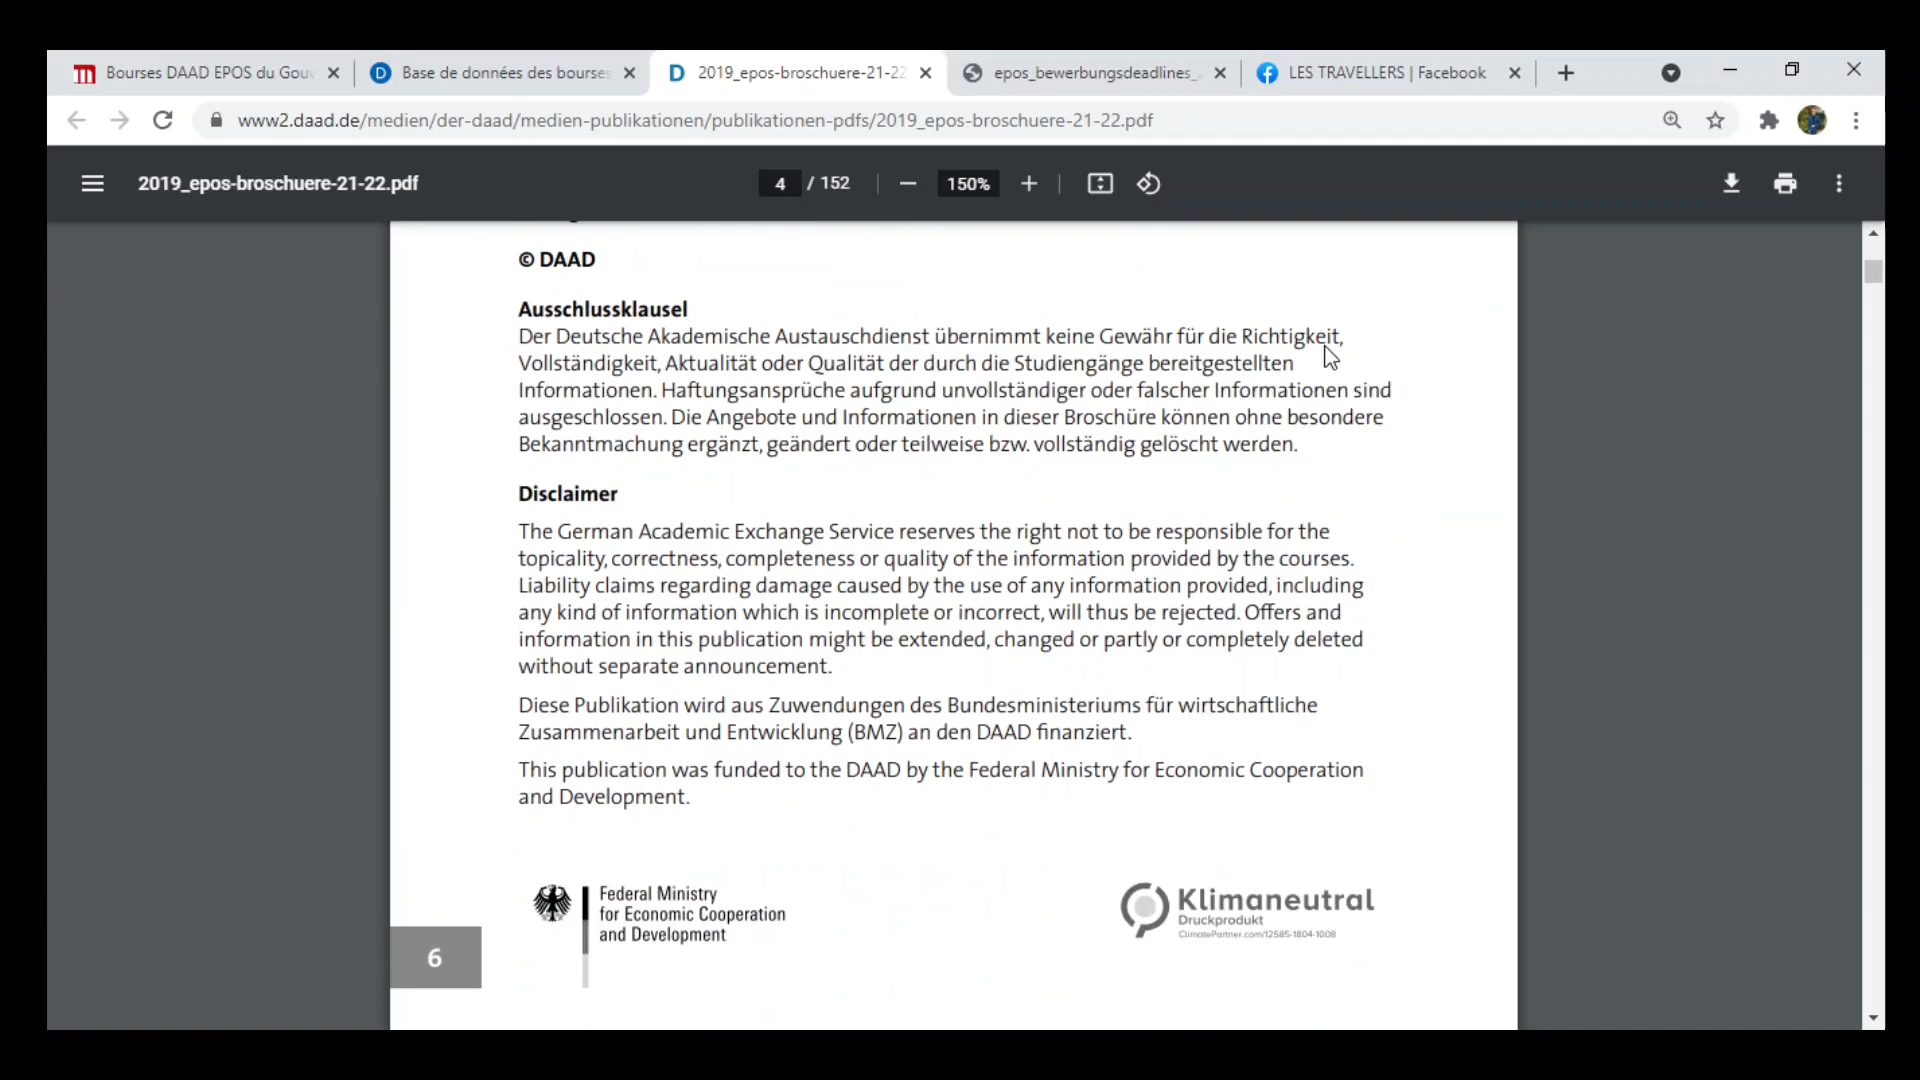 Bourses DAAD EPOS du Gouv
Base de données des bourses
2019_epos-broschuere-21-22
epos_bewerbungsdeadlines_
LES TRAVELLERS | Facebook
www2.daad.de/medien/der-daad/medien-publikationen/publikationen-pdfs/2019_epos-broschuere-21-22.pdf
2019_epos-broschuere-21-22.pdf
4 / 152
150%
© DAAD
Ausschlussklausel
Der Deutsche Akademische Austauschdienst übernimmt keine Gewähr für die Richtigkeit,
Vollständigkeit, Aktualität oder Qualität der durch die Studiengänge bereitgestellten
Informationen. Haftungsansprüche aufgrund unvollständiger oder falscher Informationen sind
ausgeschlossen. Die Angebote und Informationen in dieser Broschüre können ohne besondere
Bekanntmachung ergänzt, geändert oder teilweise bzw. vollständig gelöscht werden.
Disclaimer
The German Academic Exchange Service reserves the right not to be responsible for the
topicality, correctness, completeness or quality of the information provided by the courses.
Liability claims regarding damage caused by the use of any information provided, including
any kind of information which is incomplete or incorrect, will thus be rejected. Offers and
information in this publication might be extended, changed or partly or completely deleted
without separate announcement.
Diese Publikation wird aus Zuwendungen des Bundesministeriums für wirtschaftliche
Zusammenarbeit und Entwicklung (BMZ) an den DAAD finanziert.
This publication was funded to the DAAD by the Federal Ministry for Economic Cooperation
and Development.
Federal Ministry
for Economic Cooperation
and Development
Klimaneutral
Druckprodukt
ClimatePartner.com/12585-1804-1008
6